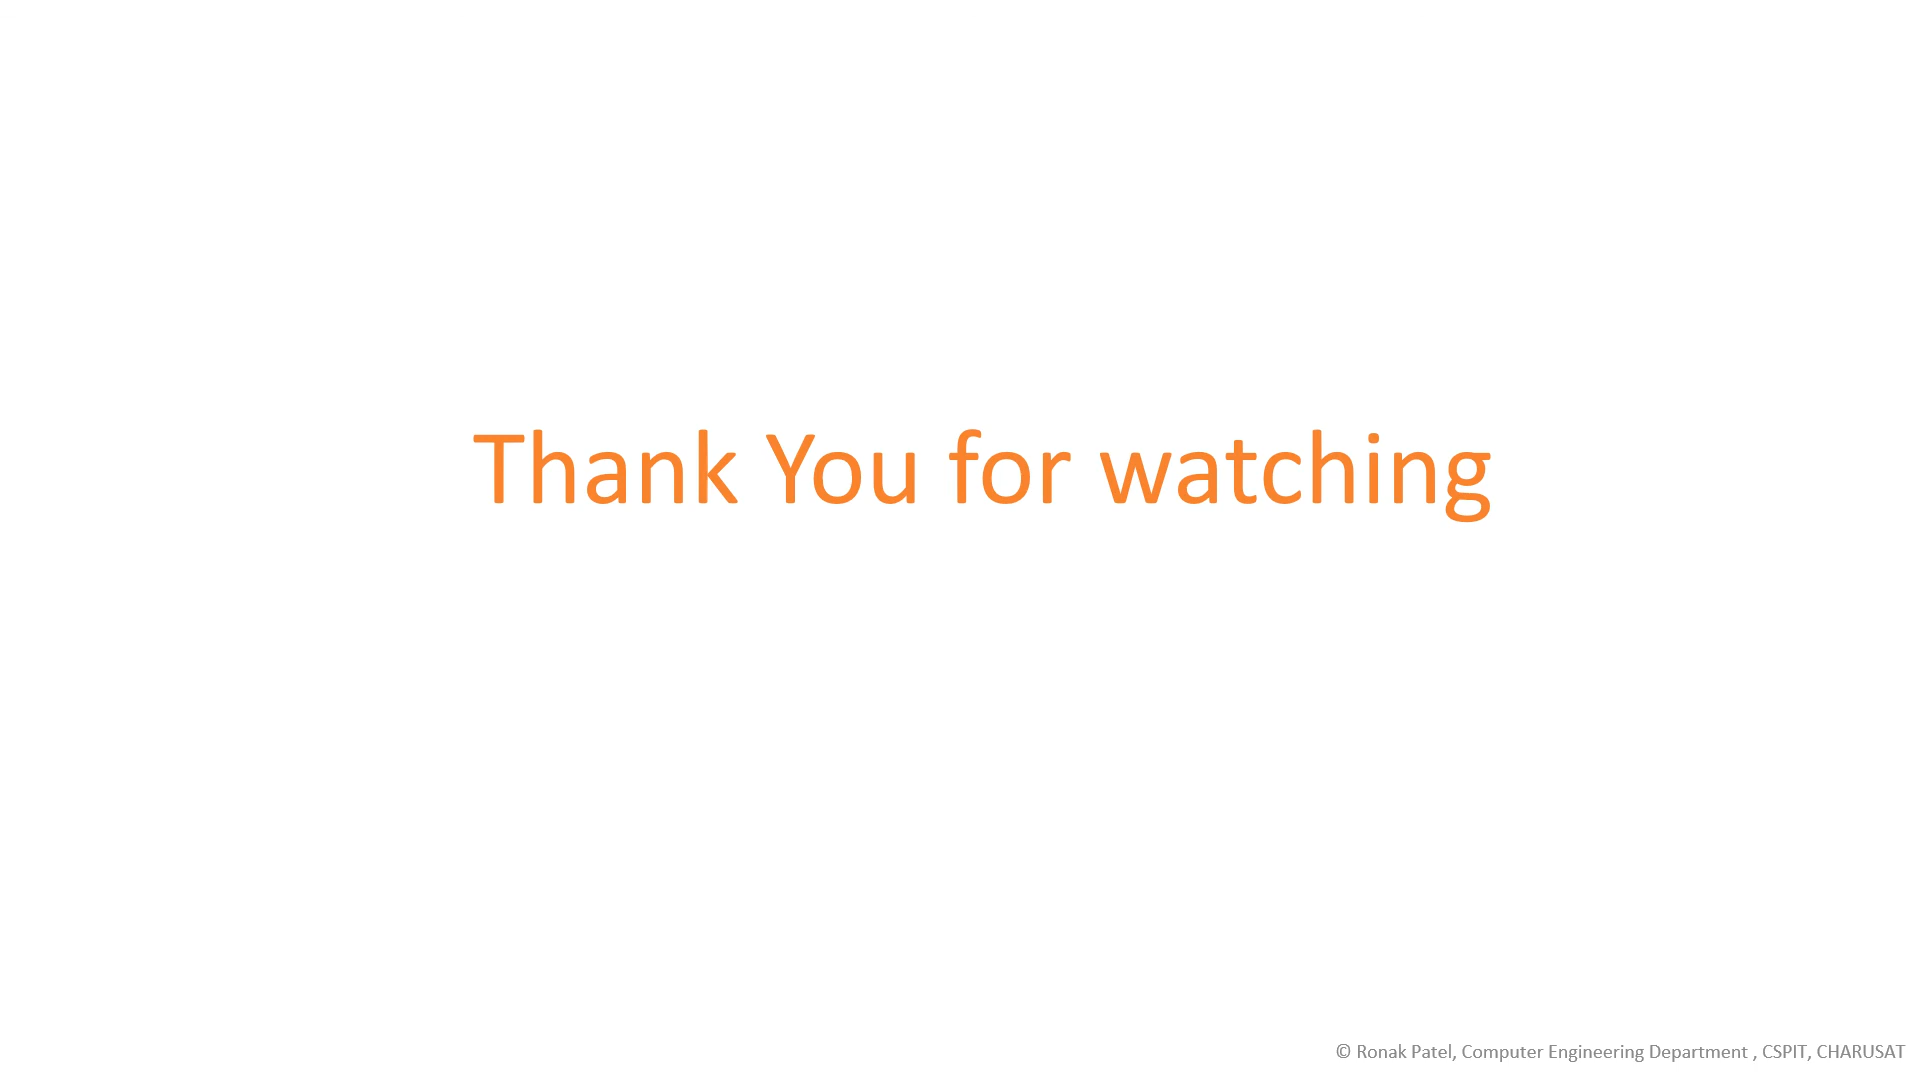 Thank You for watching
© Ronak Patel, Computer Engineering Department , CSPIT, CHARUSAT